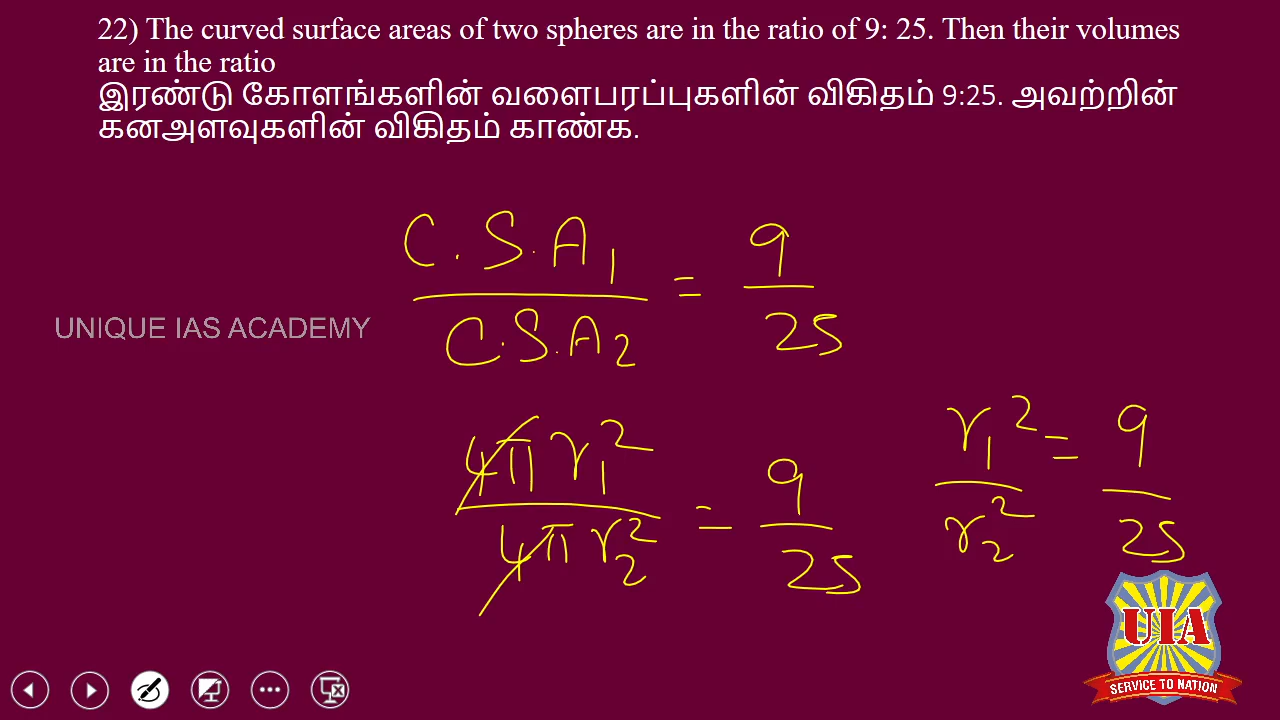 22) The curved surface areas of two spheres are in the ratio of 9: 25. Then their volumes
are in the ratio
இரண்டு கோளங்களின் வளைபரப்புகளின் விகிதம் 9:25. அவற்றின்
கனஅளவுகளின் விகிதம் காண்க.
C.S.A₁ / C.S.A₂ = 9 / 25
UNIQUE IAS ACADEMY
4πr₁² / 4πr₂² = 9 / 25
r₁² / r₂² = 9 / 25
UIA
SERVICE TO NATION